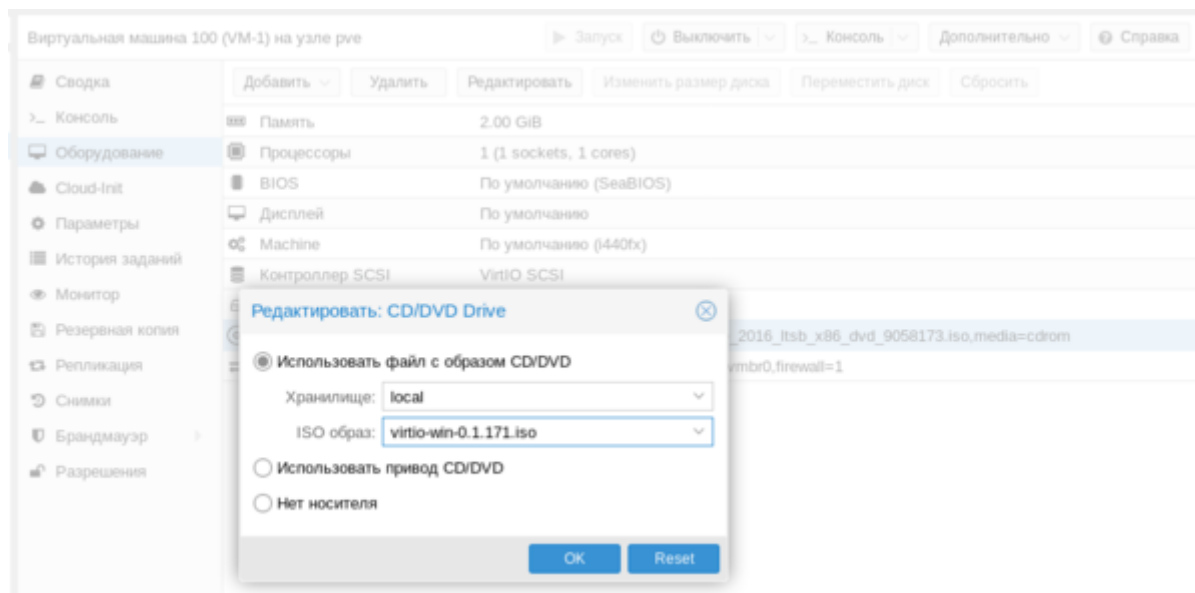 Виртуальная машина 100 (VM-1) на узле pve
Запуск
Выключить
Консоль
Дополнительно
Справка
Сводка
Консоль
Оборудование
Cloud-Init
Параметры
История заданий
Монитор
Резервная копия
Репликация
Снимки
Брандмауэр
Разрешения
Добавить
Удалить
Редактировать
Изменить размер диска
Переместить диск
Сбросить
Память 2.00 GiB
Процессоры 1 (1 sockets, 1 cores)
BIOS По умолчанию (SeaBIOS)
Дисплей По умолчанию
Machine По умолчанию (i440fx)
Контроллер SCSI VirtIO SCSI
_2016_ltsb_x86_dvd_9058173.iso,media=cdrom
vmbr0,firewall=1
Редактировать: CD/DVD Drive
Использовать файл с образом CD/DVD
Хранилище: local
ISO образ: virtio-win-0.1.171.iso
Использовать привод CD/DVD
Нет носителя
OK
Reset